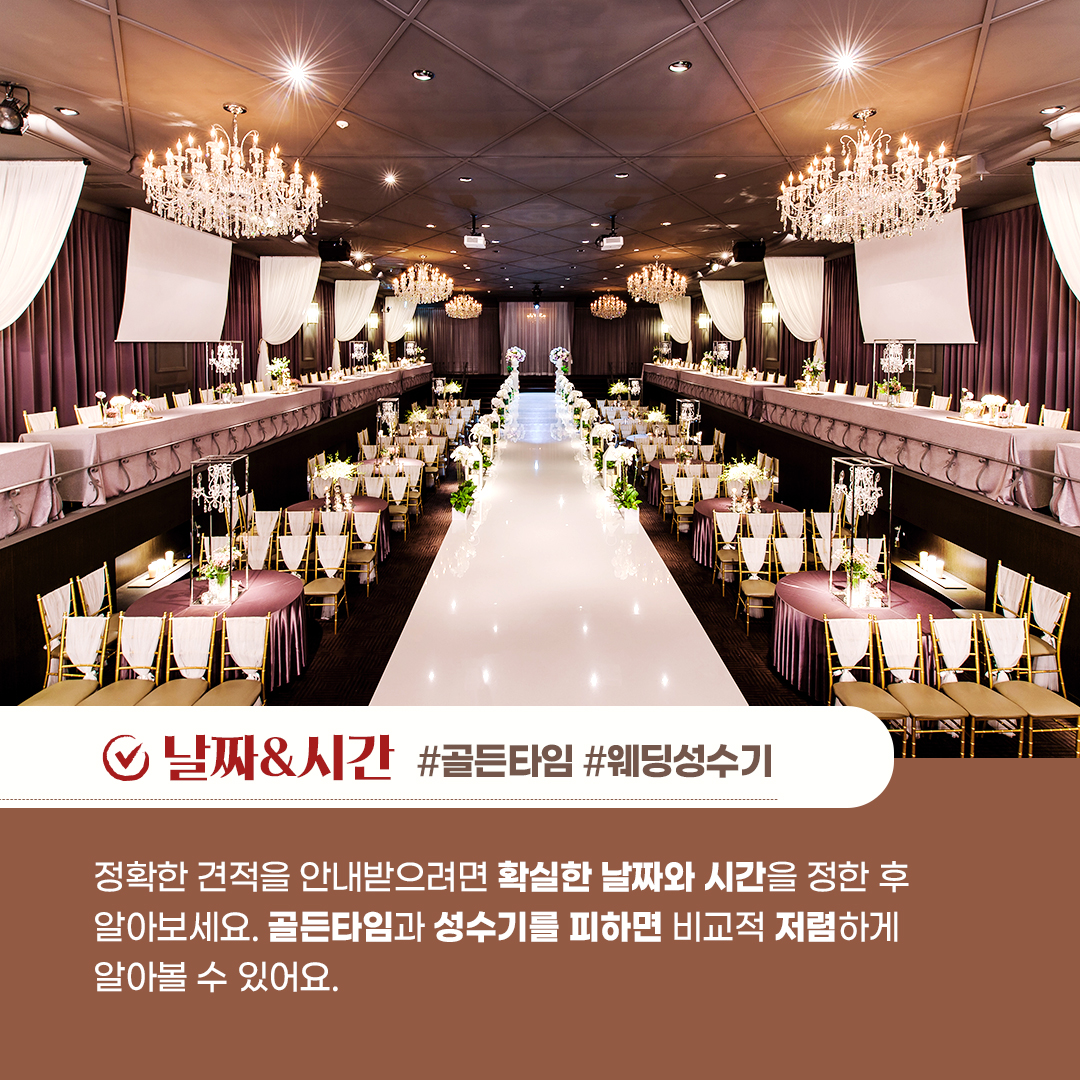 날짜&시간 #골든타임 #웨딩성수기
정확한 견적을 안내받으려면 확실한 날짜와 시간을 정한 후
알아보세요. 골든타임과 성수기를 피하면 비교적 저렴하게
알아볼 수 있어요.